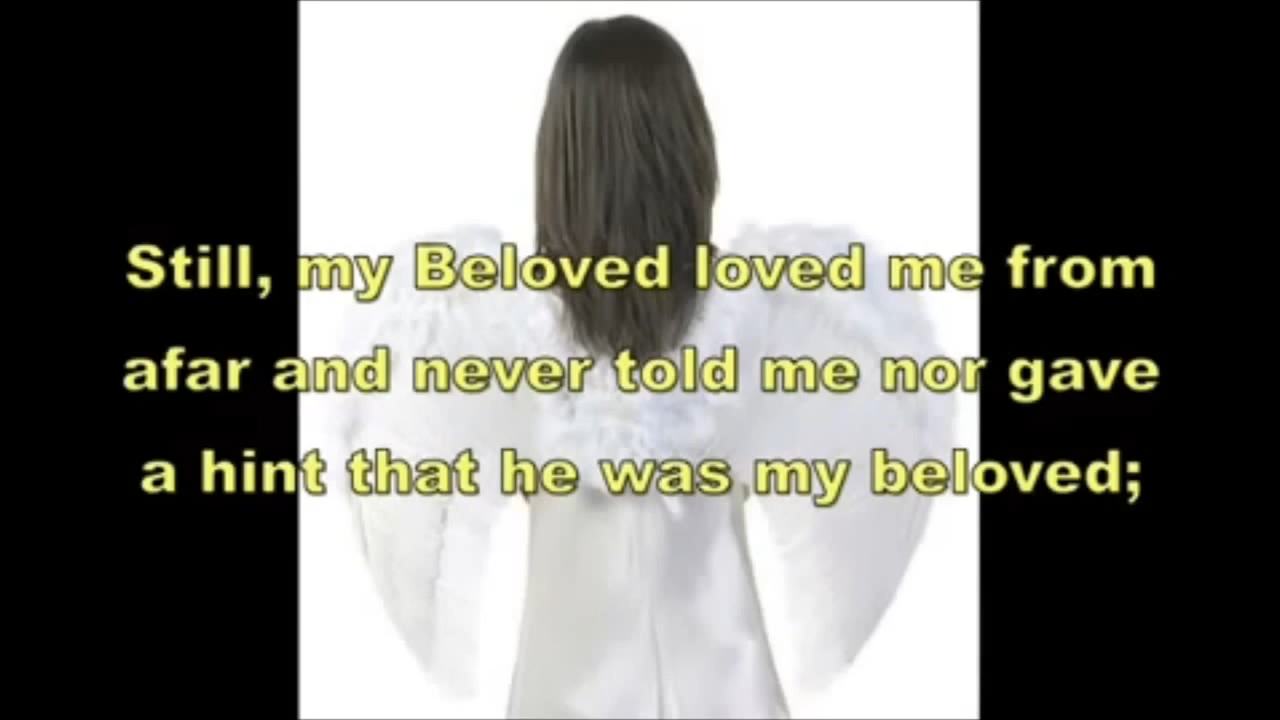 Still, my Beloved loved me from
afar and never told me nor gave
a hint that he was my beloved;